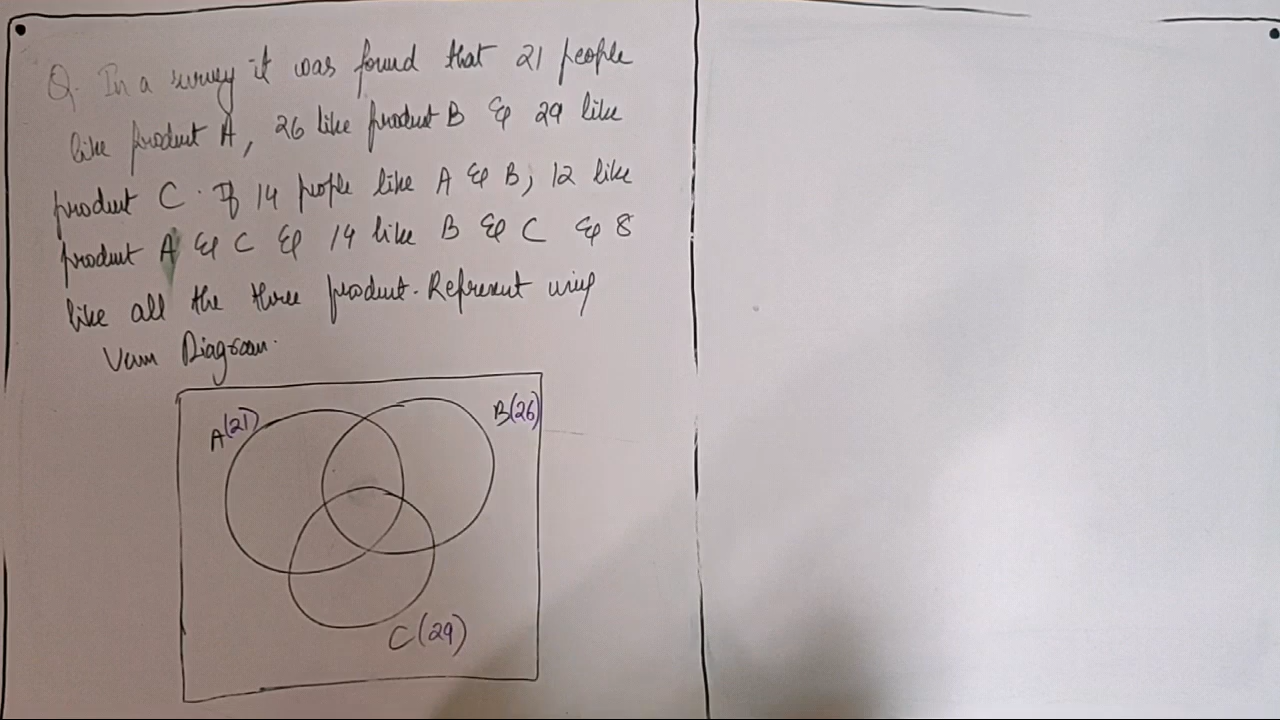 Q. In a survey it was found that 21 people
like product A, 26 like product B & 29 like
product C. If 14 people like A & B, 12 like
product A & C & 14 like B & C & 8
like all the three product. Represent using
Venn Diagram.
A(21)
B(26)
C(29)